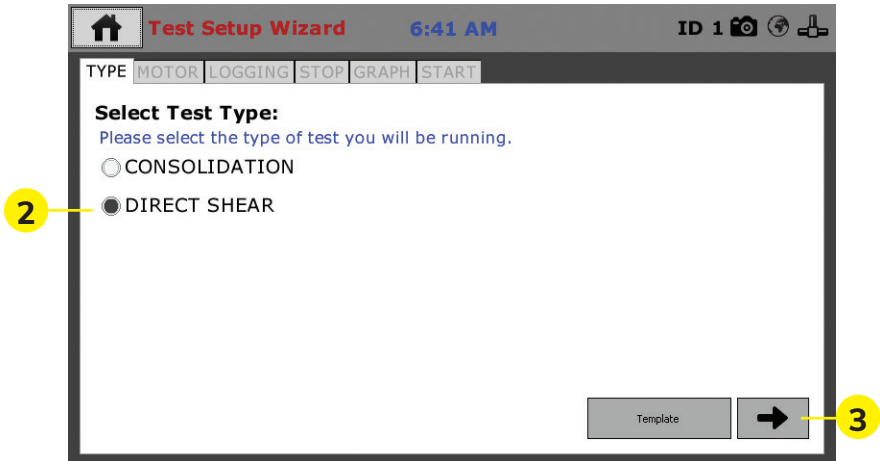 Test Setup Wizard 6:41 AM ID 1
TYPE MOTOR LOGGING STOP GRAPH START
Select Test Type:
Please select the type of test you will be running.
CONSOLIDATION
2 DIRECT SHEAR
Template 3